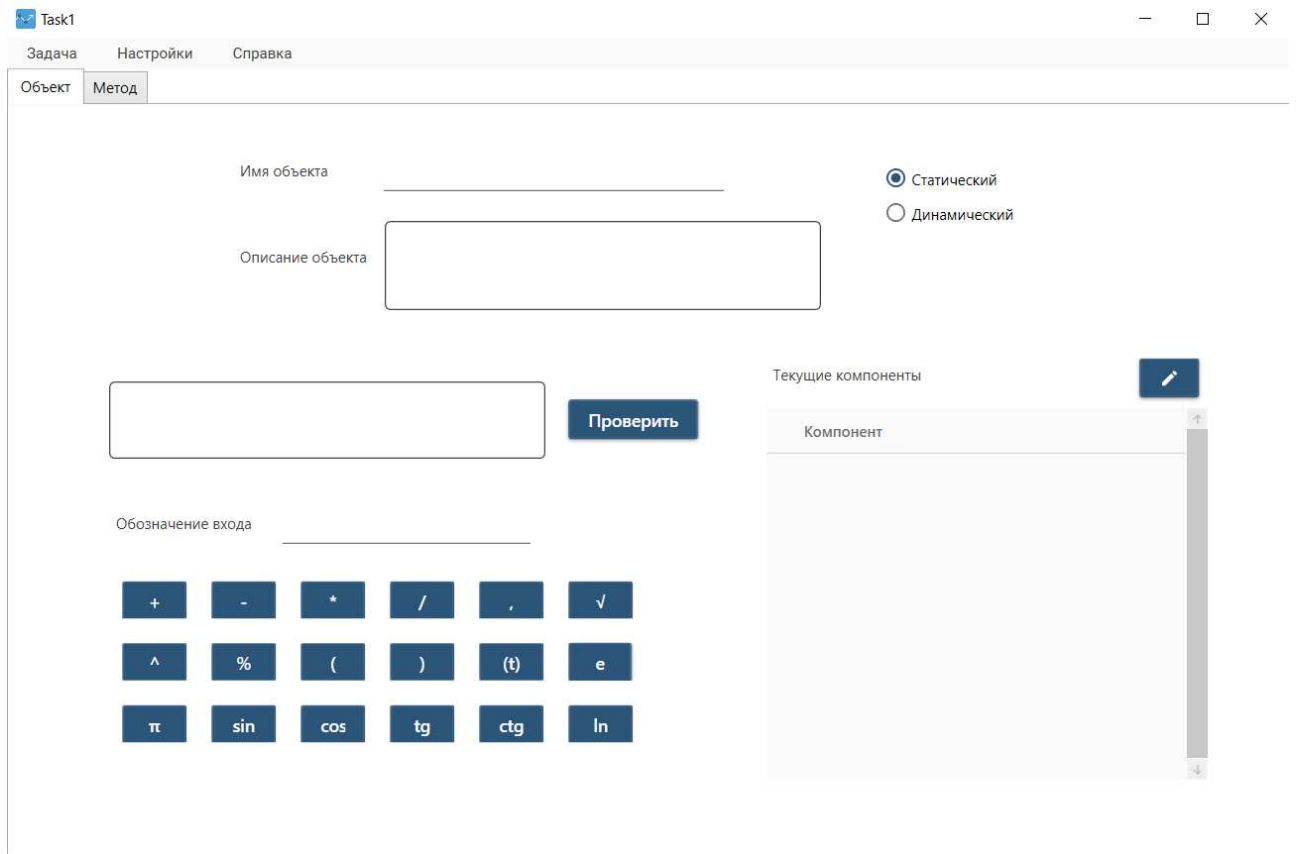 Task1
Задача Настройки Справка
Объект Метод
Имя объекта
Статический
Динамический
Описание объекта
Текущие компоненты
Проверить
Компонент
Обозначение входа
+ - * / , √
^ % ( ) (t) e
π sin cos tg ctg ln